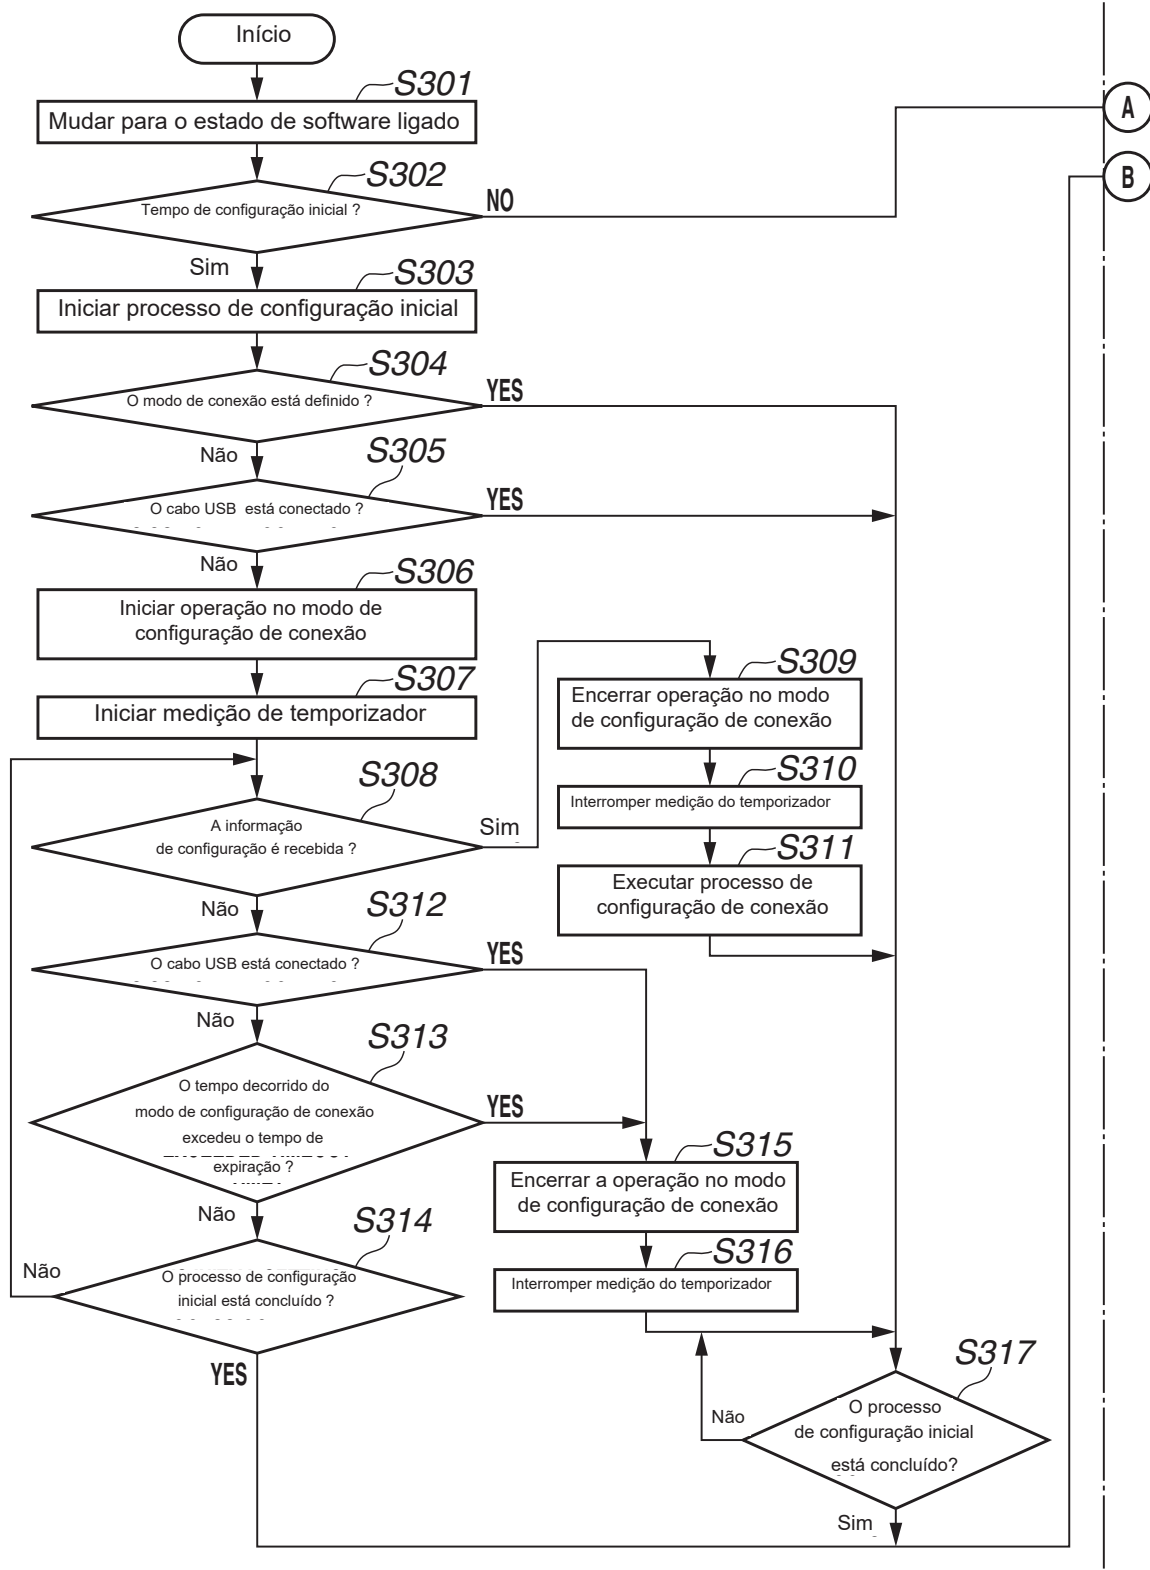 Início
S301
Mudar para o estado de software ligado
A
S302
Tempo de configuração inicial ?
NO
B
Sim
S303
Iniciar processo de configuração inicial
S304
O modo de conexão está definido ?
YES
Não
S305
O cabo USB está conectado ?
YES
Não
S306
Iniciar operação no modo de
configuração de conexão
S307
Iniciar medição de temporizador
S308
A informação
de configuração é recebida ?
Sim
S309
Encerrar operação no modo
de configuração de conexão
S310
Interromper medição do temporizador
S311
Executar processo de
configuração de conexão
Não
S312
O cabo USB está conectado ?
YES
Não
S313
O tempo decorrido do
modo de configuração de conexão
excedeu o tempo de
expiração ?
YES
Não
S314
O processo de configuração
inicial está concluído ?
Não
YES
S315
Encerrar a operação no modo
de configuração de conexão
S316
Interromper medição do temporizador
S317
O processo
de configuração inicial
está concluído?
Não
Sim